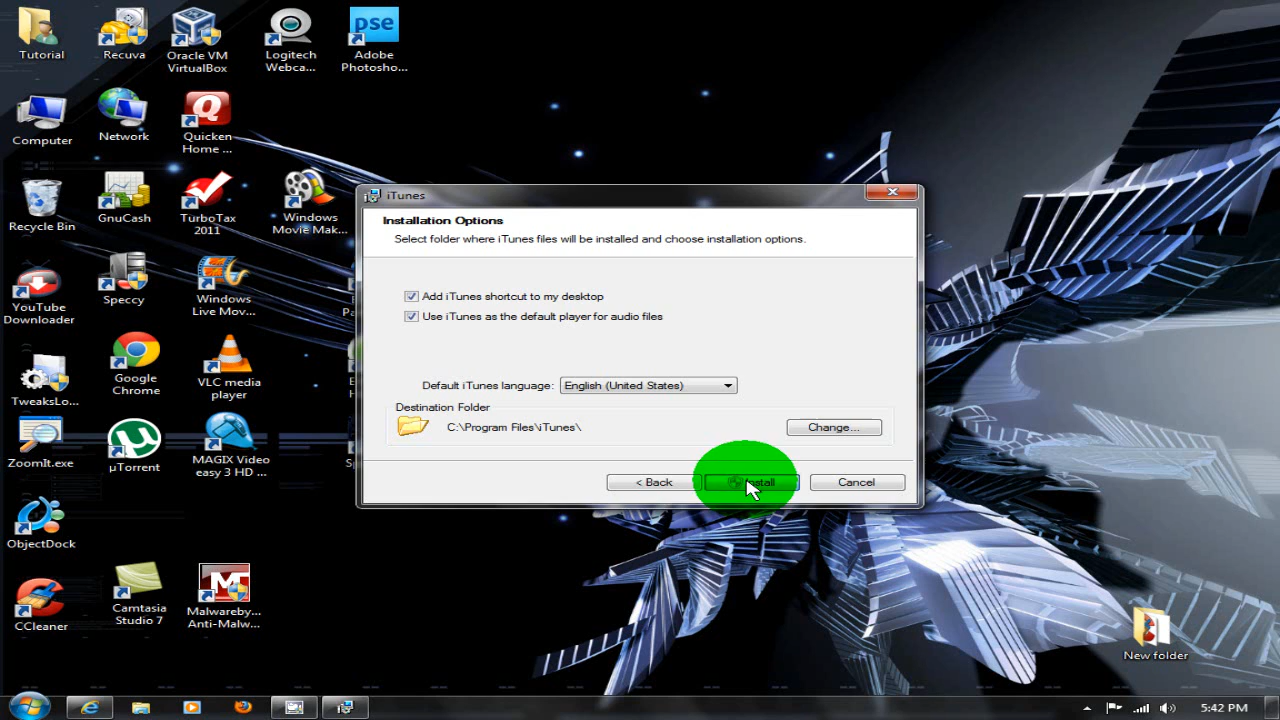 Tutorial
Recuva
Oracle VM
VirtualBox
Logitech
Webca...
pse
Adobe
Photosho...
Computer
Network
Quicken
Home ...
Recycle Bin
GnuCash
TurboTax
2011
Windows
Movie Mak...
YouTube
Downloader
Speccy
Windows
Live Mov...
TweaksLo...
Google
Chrome
VLC media
player
ZoomIt.exe
µTorrent
MAGIX Video
easy 3 HD ...
ObjectDock
CCleaner
Camtasia
Studio 7
Malwareby...
Anti-Malw...
iTunes
Installation Options
Select folder where iTunes files will be installed and choose installation options.
Add iTunes shortcut to my desktop
Use iTunes as the default player for audio files
Default iTunes language: English (United States)
Destination Folder
C:\Program Files\iTunes\ Change...
< Back Install Cancel
New folder
5:42 PM